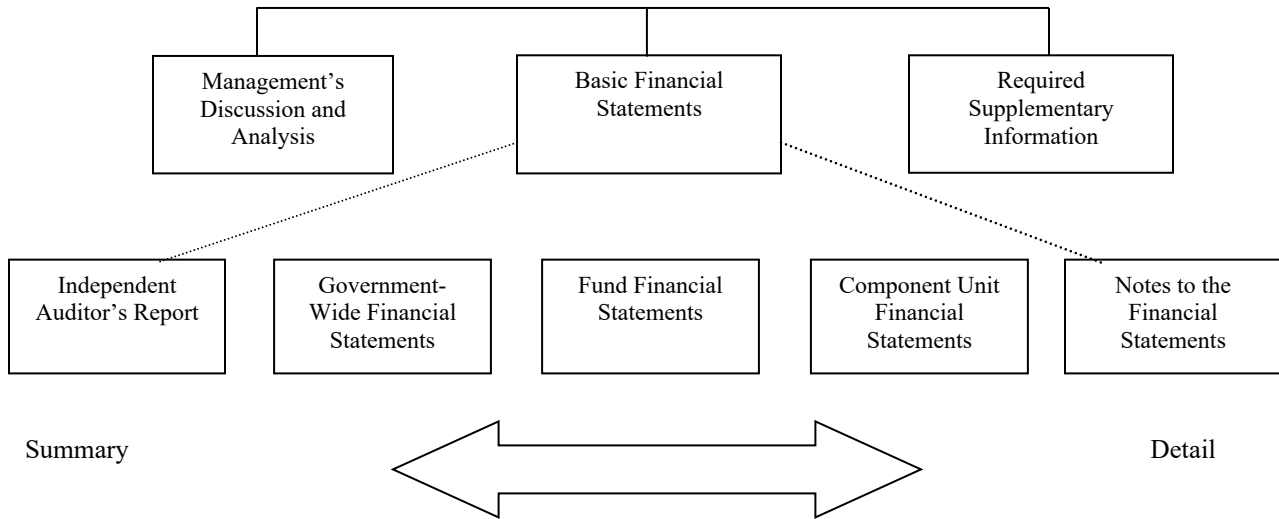 Management’s
Discussion and
Analysis
Basic Financial
Statements
Required
Supplementary
Information
Independent
Auditor’s Report
Government-
Wide Financial
Statements
Fund Financial
Statements
Component Unit
Financial
Statements
Notes to the
Financial
Statements
Summary
Detail